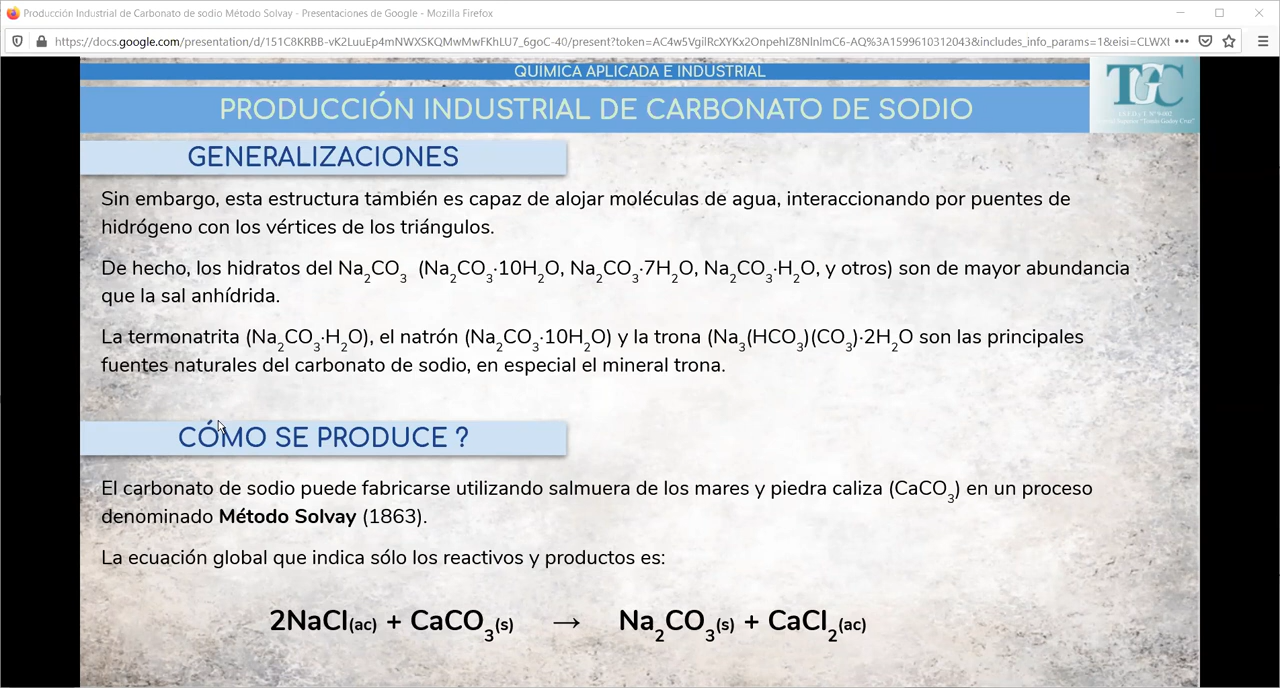 Producción Industrial de Carbonato de sodio Método Solvay - Presentaciones de Google - Mozilla Firefox
https://docs.google.com/presentation/d/151C8KRBB-vK2LuuEp4mNWXSKQMwMwFKhLU7_6goC-40/present?token=AC4w5VgilRcXYKx2OnpehIZ8NlnlmC6-AQ%3A1599610312043&includes_info_params=1&eisi=CLWXt
QUIMICA APLICADA E INDUSTRIAL
TGC
PRODUCCIÓN INDUSTRIAL DE CARBONATO DE SODIO
GENERALIZACIONES
Sin embargo, esta estructura también es capaz de alojar moléculas de agua, interaccionando por puentes de
hidrógeno con los vértices de los triángulos.
De hecho, los hidratos del Na₂CO₃ (Na₂CO₃·10H₂O, Na₂CO₃·7H₂O, Na₂CO₃·H₂O, y otros) son de mayor abundancia
que la sal anhídrida.
La termonatrita (Na₂CO₃·H₂O), el natrón (Na₂CO₃·10H₂O) y la trona (Na₃(HCO₃)(CO₃)·2H₂O son las principales
fuentes naturales del carbonato de sodio, en especial el mineral trona.
CÓMO SE PRODUCE ?
El carbonato de sodio puede fabricarse utilizando salmuera de los mares y piedra caliza (CaCO₃) en un proceso
denominado Método Solvay (1863).
La ecuación global que indica sólo los reactivos y productos es:
2NaCl(ac) + CaCO₃(s) → Na₂CO₃(s) + CaCl₂(ac)